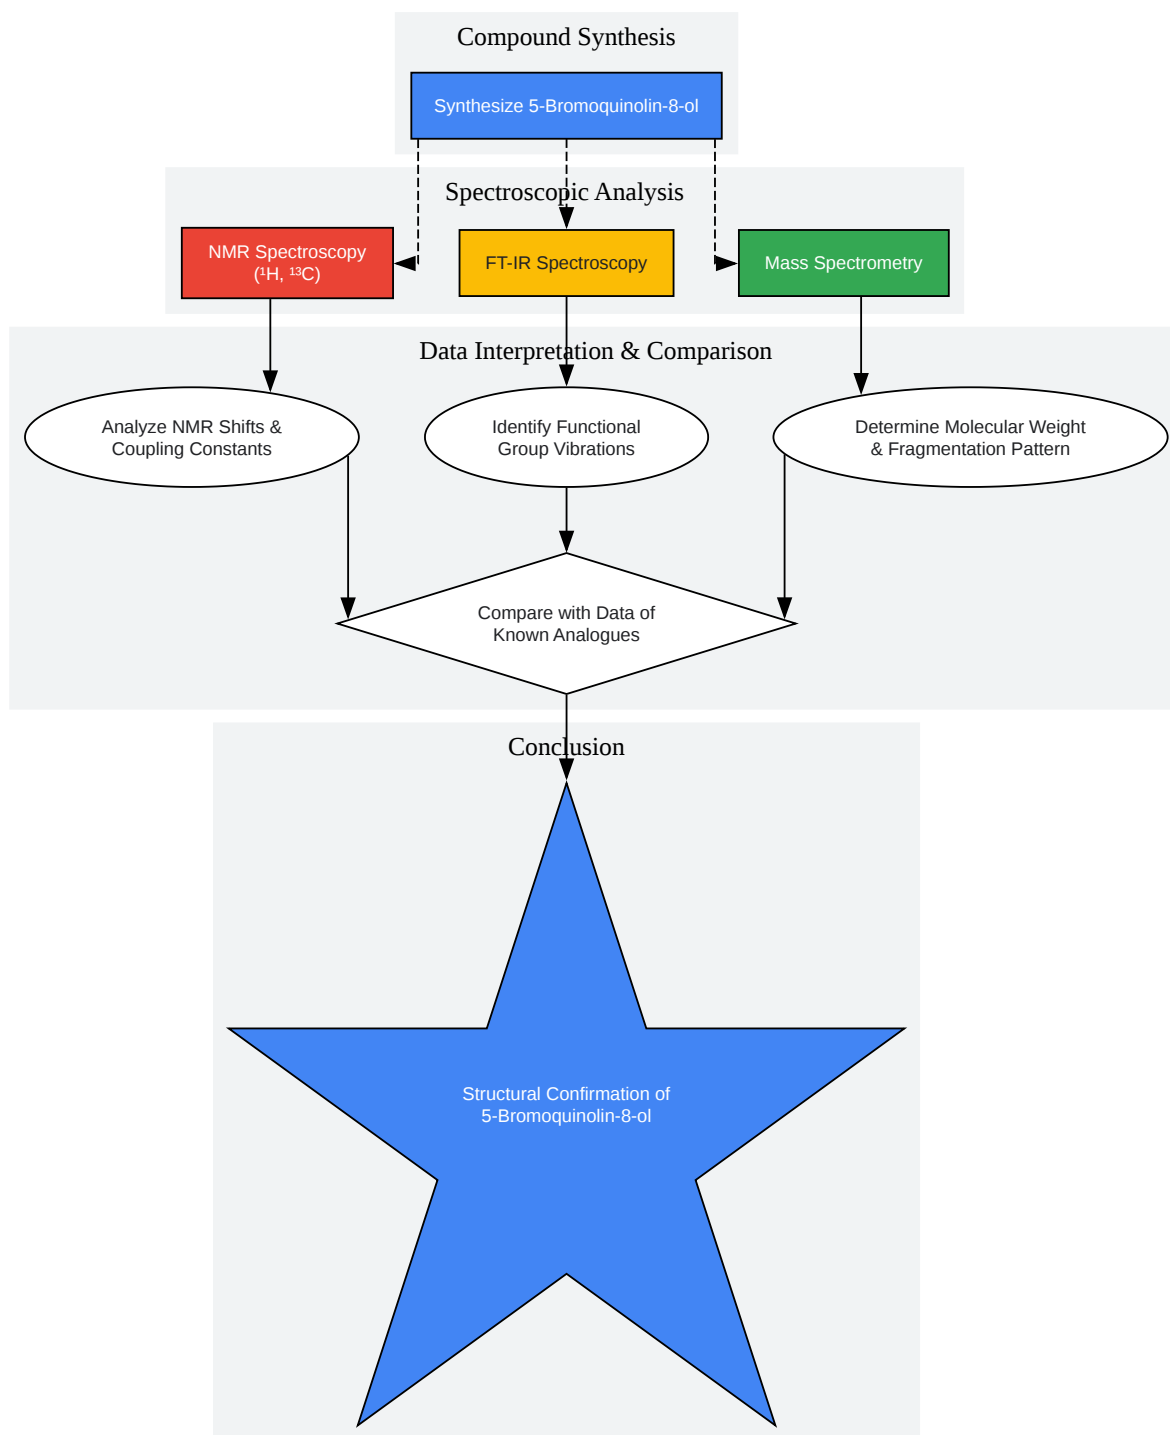 Compound Synthesis
Synthesize 5-Bromoquinolin-8-ol
Spectroscopic Analysis
NMR Spectroscopy
(¹H, ¹³C)
FT-IR Spectroscopy
Mass Spectrometry
Data Interpretation & Comparison
Analyze NMR Shifts &
Coupling Constants
Identify Functional
Group Vibrations
Determine Molecular Weight
& Fragmentation Pattern
Compare with Data of
Known Analogues
Conclusion
Structural Confirmation of
5-Bromoquinolin-8-ol